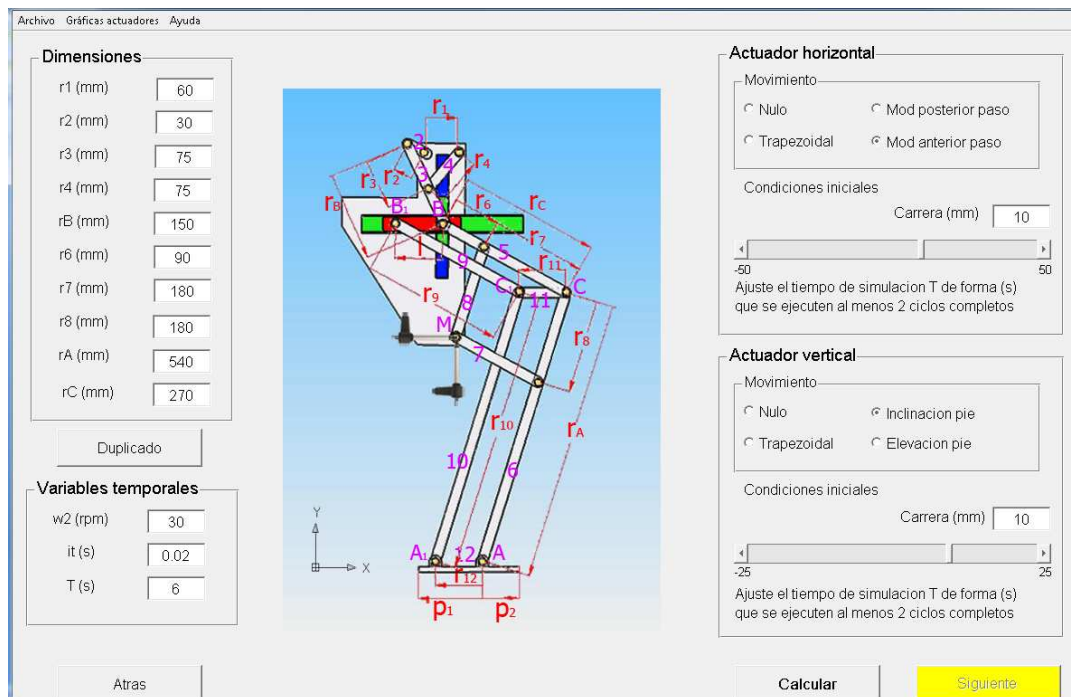 Archivo Gráficas actuadores Ayuda
Dimensiones
r1 (mm) 60
r2 (mm) 30
r3 (mm) 75
r4 (mm) 75
rB (mm) 150
r6 (mm) 90
r7 (mm) 180
r8 (mm) 180
rA (mm) 540
rC (mm) 270
Duplicado
Variables temporales
w2 (rpm) 30
it (s) 0.02
T (s) 6
Atras
r1
2
4
r4
r3
r2
3
rB
B1
B
r6
rC
r7
l
9
5
r11
C1
C
11
r9
8
M
7
r8
r10
rA
10
6
Y
X
A1
12
A
r12
p1
p2
Actuador horizontal
Movimiento
Nulo
Mod posterior paso
Trapezoidal
Mod anterior paso
Condiciones iniciales
Carrera (mm) 10
-50 50
Ajuste el tiempo de simulacion T de forma (s)
que se ejecuten al menos 2 ciclos completos
Actuador vertical
Movimiento
Nulo
Inclinacion pie
Trapezoidal
Elevacion pie
Condiciones iniciales
Carrera (mm) 10
-25 25
Ajuste el tiempo de simulacion T de forma (s)
que se ejecuten al menos 2 ciclos completos
Calcular
Siguiente